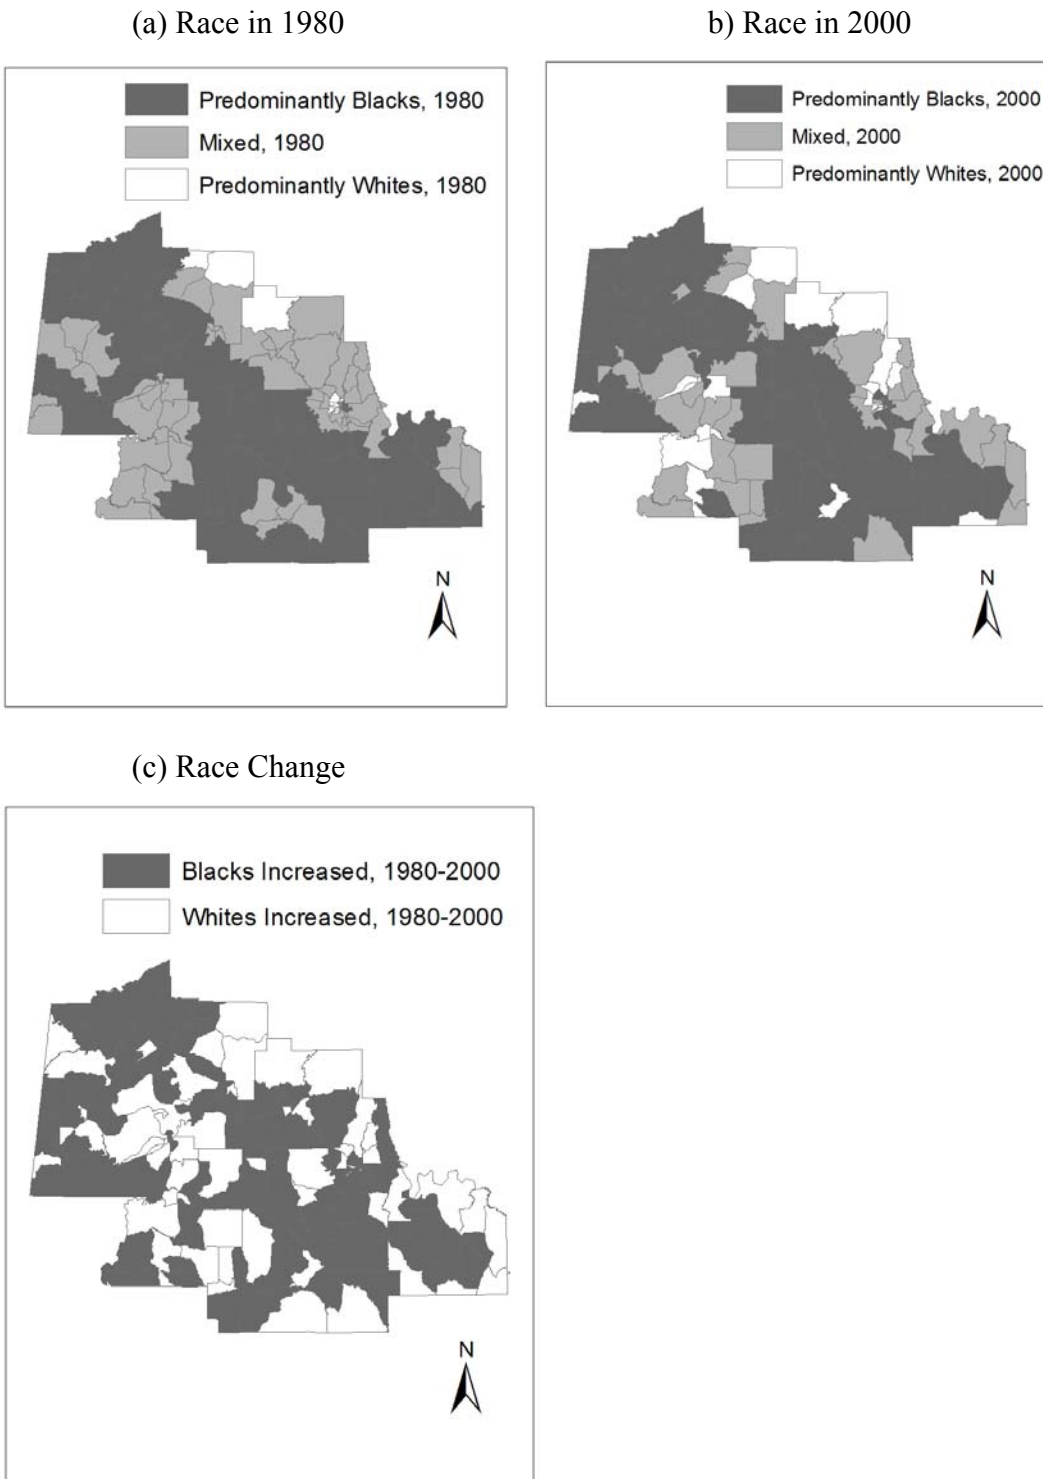 (a) Race in 1980
b) Race in 2000
Predominantly Blacks, 1980
Mixed, 1980
Predominantly Whites, 1980
N
Predominantly Blacks, 2000
Mixed, 2000
Predominantly Whites, 2000
N
(c) Race Change
Blacks Increased, 1980-2000
Whites Increased, 1980-2000
N